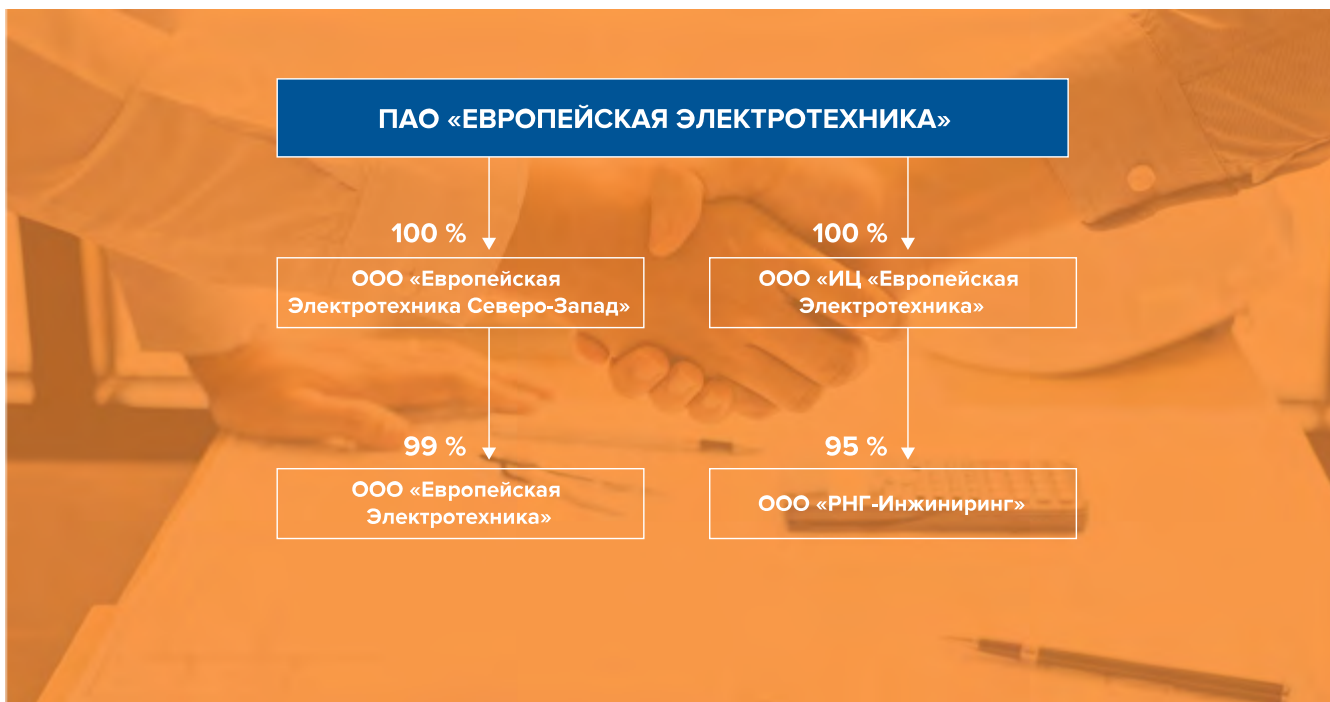 ПАО «ЕВРОПЕЙСКАЯ ЭЛЕКТРОТЕХНИКА»
100 %
100 %
ООО «Европейская
Электротехника Северо-Запад»
ООО «ИЦ «Европейская
Электротехника»
99 %
95 %
ООО «Европейская
Электротехника»
ООО «РНГ-Инжиниринг»